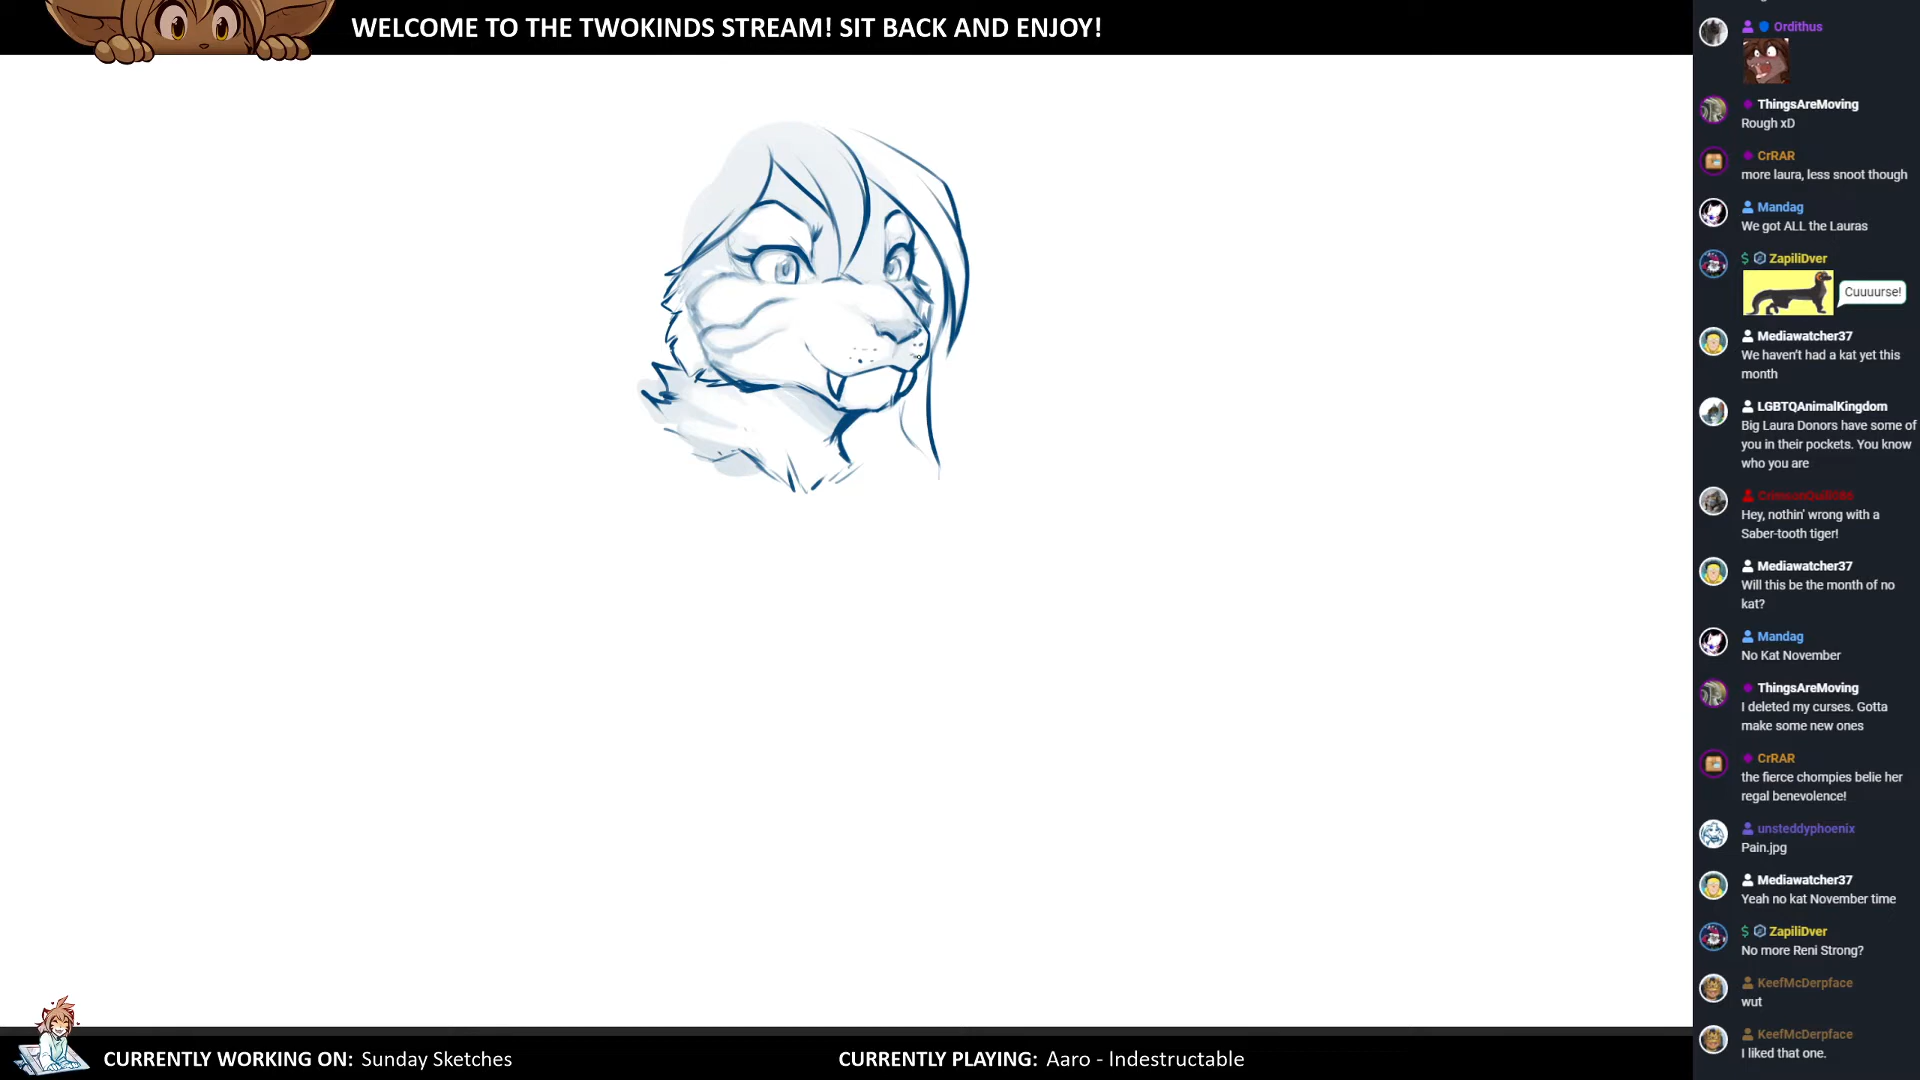 WELCOME TO THE TWOKINDS STREAM! SIT BACK AND ENJOY!
Ordithus
ThingsAreMoving
Rough xD
CrRAR
more laura, less snoot though
Mandag
We got ALL the Lauras
$ ZapiliDver
Cuuuurse!
Mediawatcher37
We haven't had a kat yet this
month
LGBTQAnimalKingdom
Big Laura Donors have some of
you in their pockets. You know
who you are
Hey, nothin' wrong with a
Saber-tooth tiger!
Mediawatcher37
Will this be the month of no
kat?
Mandag
No Kat November
ThingsAreMoving
I deleted my curses. Gotta
make some new ones
CrRAR
the fierce chompies belie her
regal benevolence!
unsteddyphoenix
Pain.jpg
Mediawatcher37
Yeah no kat November time
$ ZapiliDver
No more Reni Strong?
KeefMcDerpface
wut
KeefMcDerpface
I liked that one.
CURRENTLY WORKING ON: Sunday Sketches
CURRENTLY PLAYING: Aaro - Indestructable